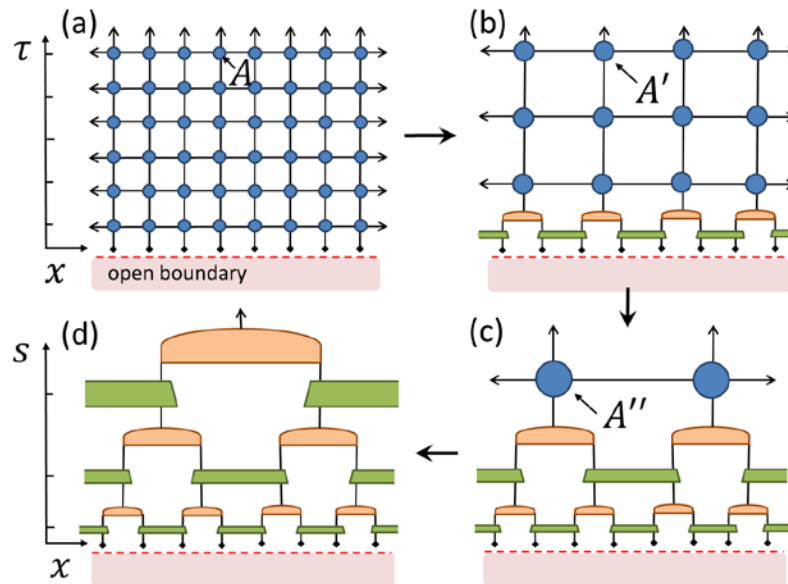 (a)
τ
A
x
open boundary
(b)
A′
(d)
s
x
(c)
A′′